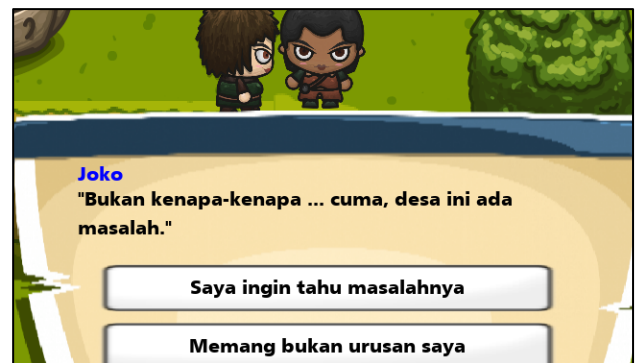 Joko
"Bukan kenapa-kenapa ... cuma, desa ini ada
masalah."
Saya ingin tahu masalahnya
Memang bukan urusan saya